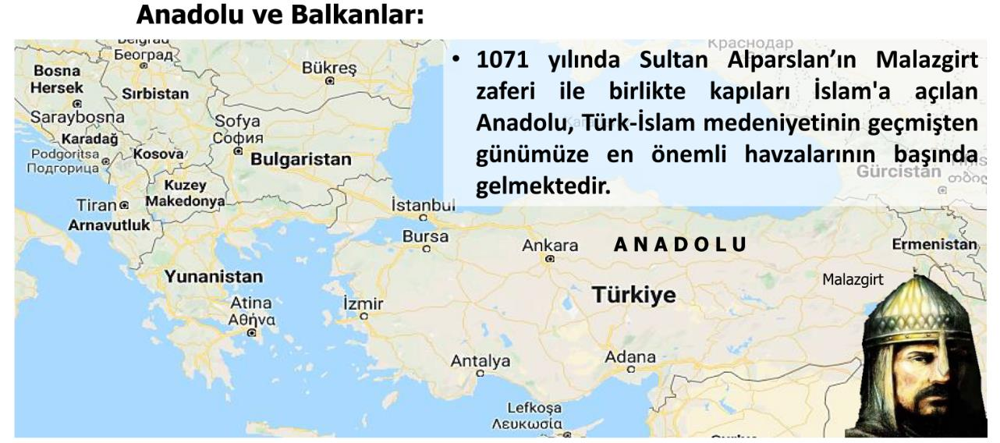 Anadolu ve Balkanlar:
• 1071 yılında Sultan Alparslan’ın Malazgirt
zaferi ile birlikte kapıları İslam'a açılan
Anadolu, Türk-İslam medeniyetinin geçmişten
günümüze en önemli havzalarının başında
gelmektedir.
Краснодар
Београд
Bosna
Hersek
Saraybosna
Sırbistan
Bükreş
Karadağ
Podgoritsa
Подгорица
Kosova
Sofya
София
Bulgaristan
Kuzey
Makedonya
Tiran
Arnavutluk
Gürcistan
İstanbul
Bursa
Ankara
ANADOLU
Ermenistan
Yunanistan
Malazgirt
Türkiye
Atina
Αθήνα
İzmir
Antalya
Adana
Lefkoşa
Λευκωσία